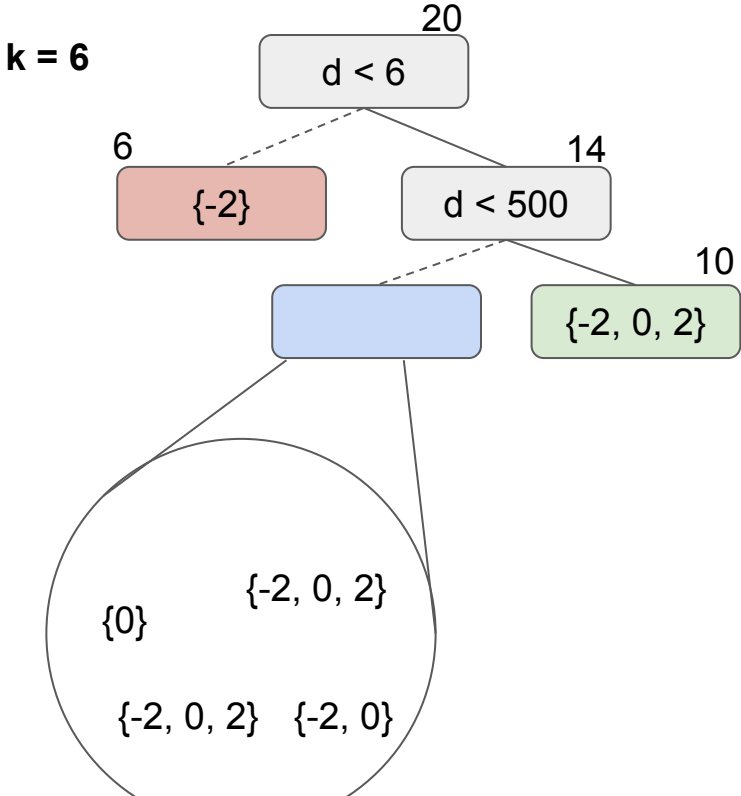 20
k = 6
d < 6
6
14
{-2}
d < 500
10
{-2, 0, 2}
{-2, 0, 2}
{0}
{-2, 0, 2} {-2, 0}